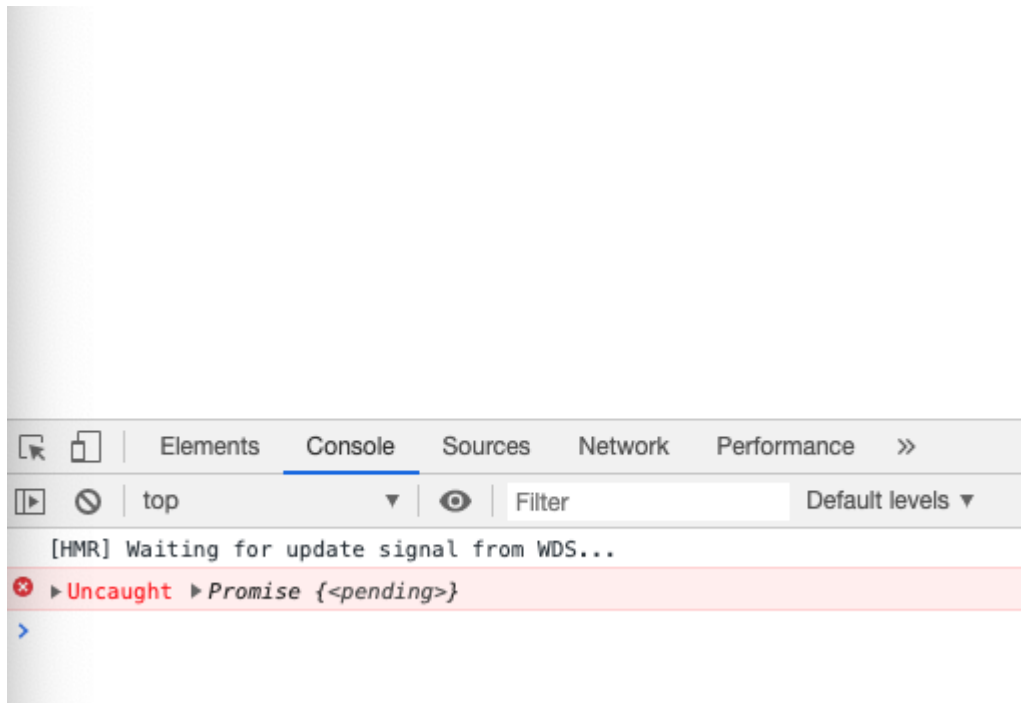 Elements Console Sources Network Performance »
top Filter Default levels
[HMR] Waiting for update signal from WDS...
Uncaught Promise {<pending>}
>